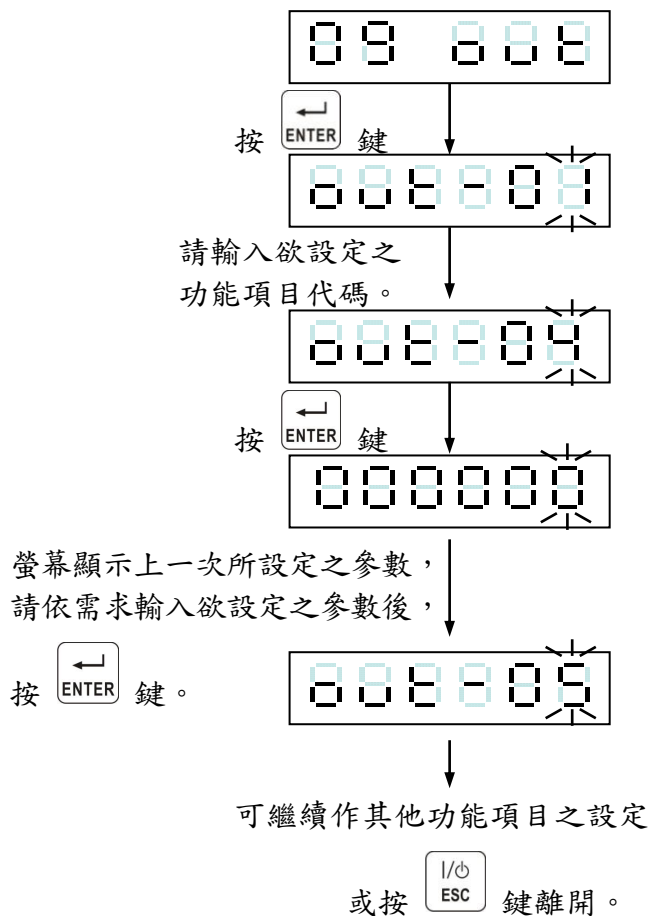 09 out
按 ENTER 鍵
out-01
請輸入欲設定之
功能項目代碼。
out-04
按 ENTER 鍵
000000
螢幕顯示上一次所設定之參數,
請依需求輸入欲設定之參數後,
按 ENTER 鍵。
out-05
可繼續作其他功能項目之設定
或按 I/⏻ ESC 鍵離開。